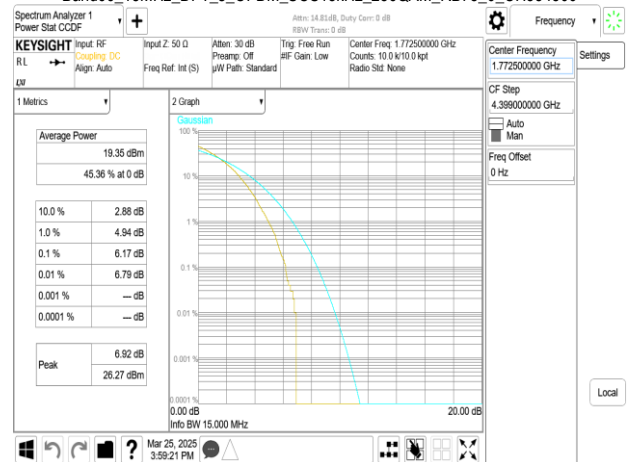 Spectrum Analyzer 1
Power Stat CCDF
Attn: 14.81dB, Duty Corr: 0 dB
RBW Trans: 0 dB
Frequency
KEYSIGHT
RL
LXI
Input: RF
Coupling: DC
Align: Auto
Input Z: 50 Ω
Freq Ref: Int (S)
Atten: 30 dB
Preamp: Off
µW Path: Standard
Trig: Free Run
#IF Gain: Low
Center Freq: 1.772500000 GHz
Counts: 10.0 k/10.0 kpt
Radio Std: None
Center Frequency
1.772500000 GHz
Settings
CF Step
4.399000000 GHz
Auto
Man
Freq Offset
0 Hz
1 Metrics
Average Power
19.35 dBm
45.36 % at 0 dB
10.0 % 2.88 dB
1.0 % 4.94 dB
0.1 % 6.17 dB
0.01 % 6.79 dB
0.001 % --- dB
0.0001 % --- dB
Peak 6.92 dB
26.27 dBm
2 Graph
Gaussian
100 %
10 %
1 %
0.1 %
0.01 %
0.001 %
0.0001 %
0.00 dB 20.00 dB
Info BW 15.000 MHz
Local
?
Mar 25, 2025
3:59:21 PM